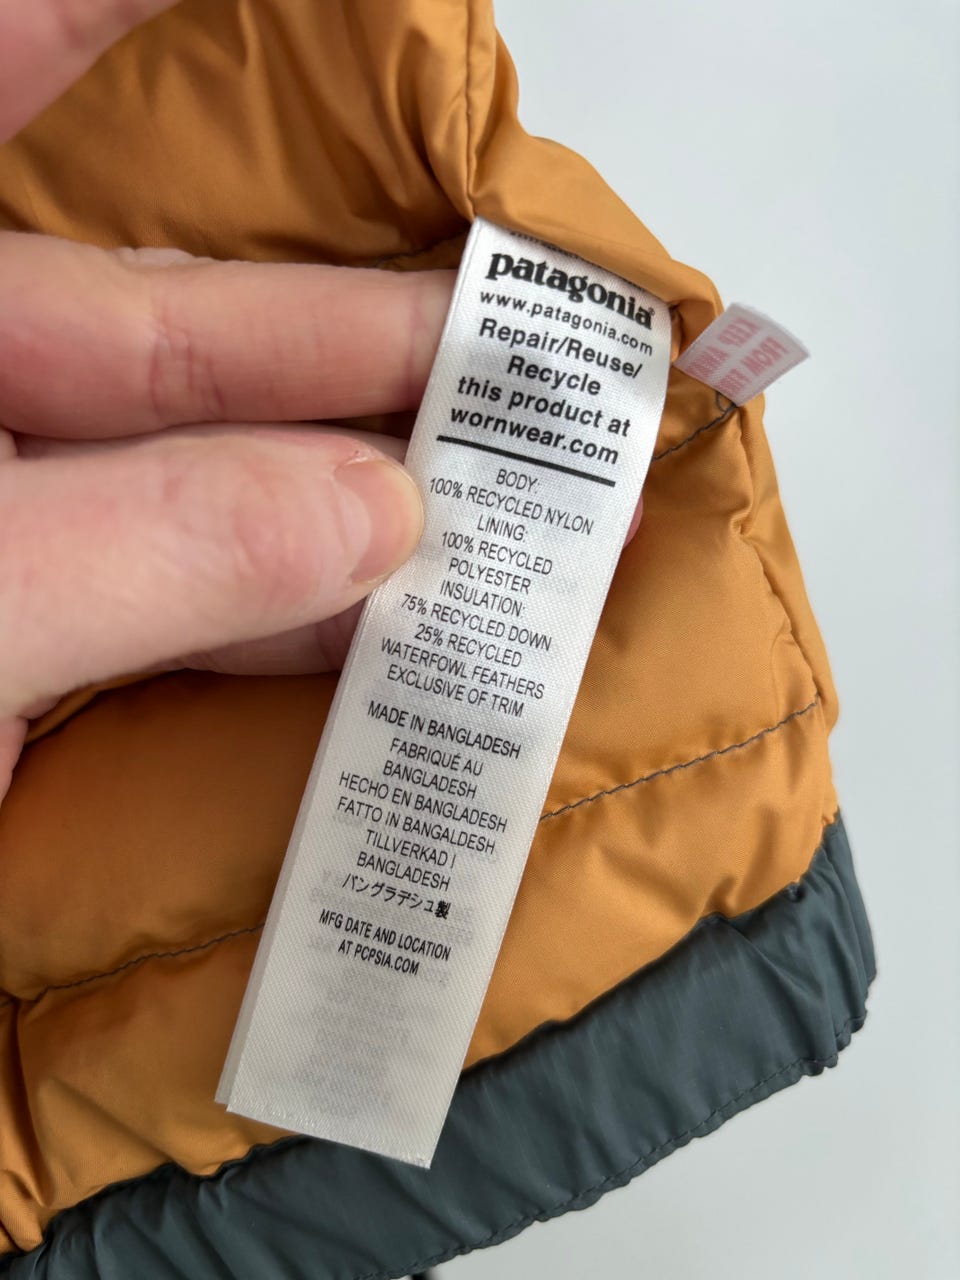 patagonia®
www.patagonia.com
Repair/Reuse/
Recycle
this product at
wornwear.com
BODY:
100% RECYCLED NYLON
LINING:
100% RECYCLED
POLYESTER
INSULATION:
75% RECYCLED DOWN
25% RECYCLED
WATERFOWL FEATHERS
EXCLUSIVE OF TRIM
MADE IN BANGLADESH
FABRIQUÉ AU
BANGLADESH
HECHO EN BANGLADESH
FATTO IN BANGALDESH
TILLVERKAD I
BANGLADESH
バングラデシュ製
MFG DATE AND LOCATION
AT PCPSIA.COM
KEEP
FROM